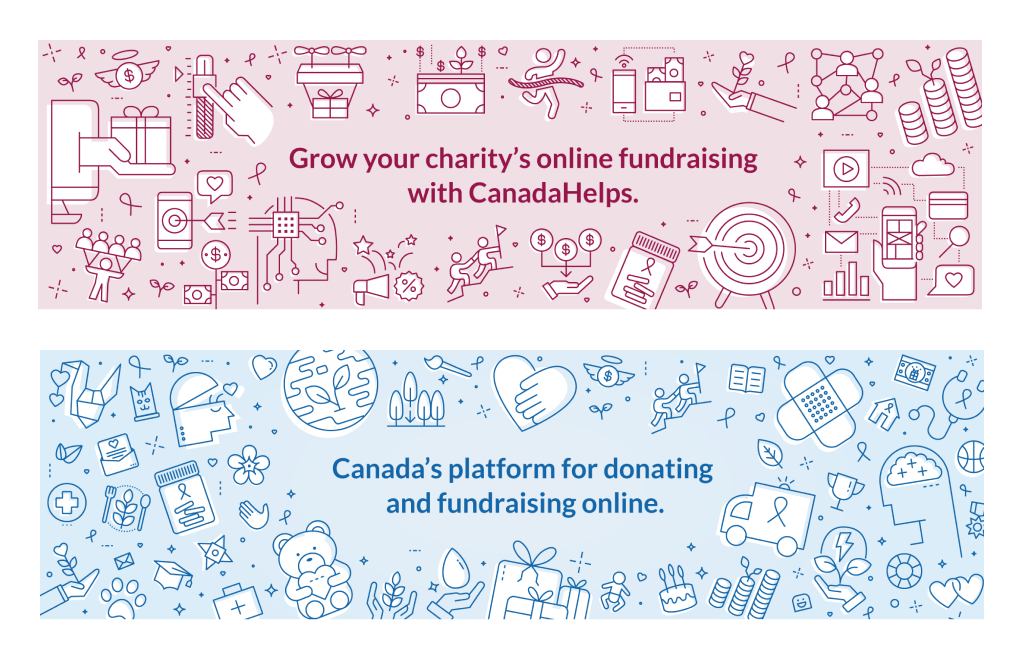 Grow your charity’s online fundraising
with CanadaHelps.
Canada’s platform for donating
and fundraising online.